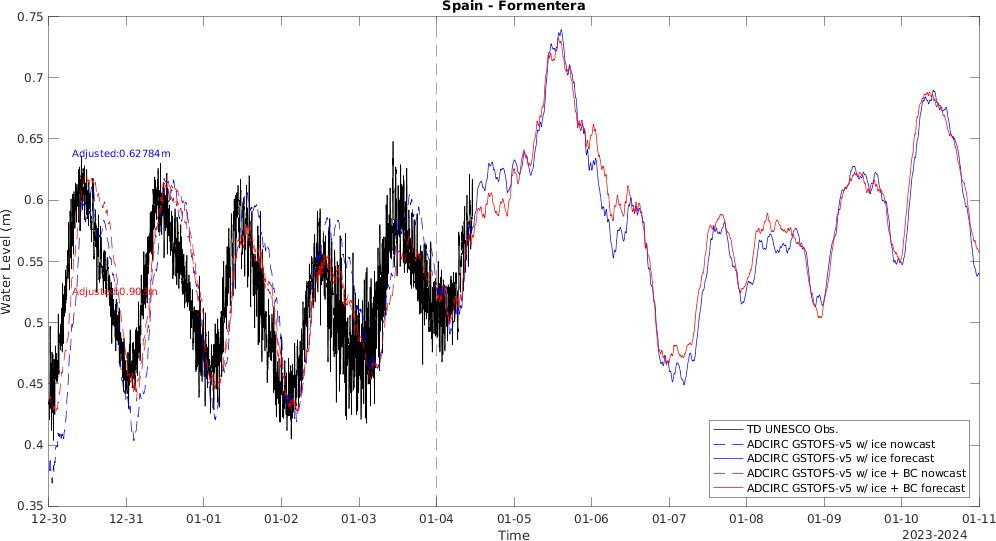 Spain - Formentera
0.75
0.7
0.65
0.6
0.55
0.5
0.45
0.4
0.35
Water Level (m)
Adjusted:0.62784m
TD UNESCO Obs.
ADCIRC GSTOFS-v5 w/ ice nowcast
ADCIRC GSTOFS-v5 w/ ice forecast
ADCIRC GSTOFS-v5 w/ ice + BC nowcast
ADCIRC GSTOFS-v5 w/ ice + BC forecast
12-30 12-31 01-01 01-02 01-03 01-04 01-05 01-06 01-07 01-08 01-09 01-10 01-11
Time
2023-2024